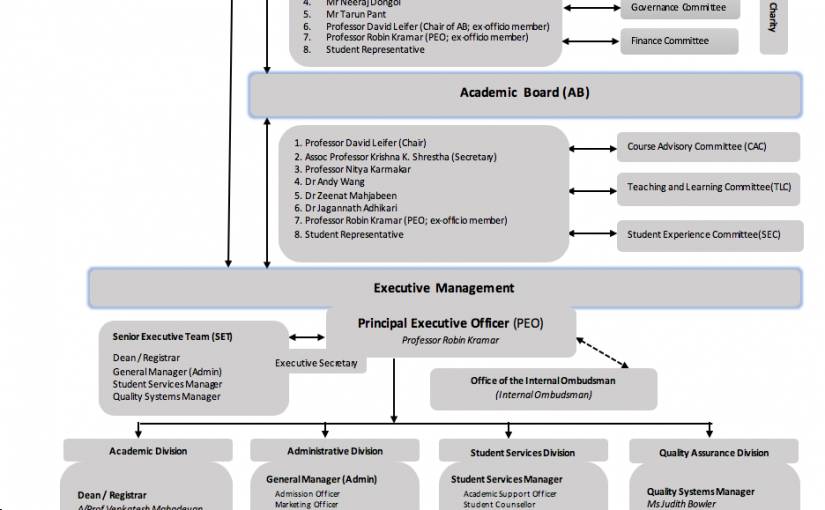 4. Mr Neeraj Dongol
5. Mr Tarun Pant
6. Professor David Leifer (Chair of AB; ex-officio member)
7. Professor Robin Kramar (PEO; ex-officio member)
8. Student Representative
Governance Committee
Finance Committee
Charity
Academic Board (AB)
1. Professor David Leifer (Chair)
2. Assoc Professor Krishna K. Shrestha (Secretary)
3. Professor Nitya Karmakar
4. Dr Andy Wang
5. Dr Zeenat Mahjabeen
6. Dr Jagannath Adhikari
7. Professor Robin Kramar (PEO; ex-officio member)
8. Student Representative
Course Advisory Committee (CAC)
Teaching and Learning Committee(TLC)
Student Experience Committee(SEC)
Executive Management
Principal Executive Officer (PEO)
Professor Robin Kramar
Senior Executive Team (SET)
Dean / Registrar
General Manager (Admin)
Student Services Manager
Quality Systems Manager
Executive Secretary
Office of the Internal Ombudsman
(Internal Ombudsman)
Academic Division
Dean / Registrar
A/Prof Venkatesh Mahadevan
Administrative Division
General Manager (Admin)
Admission Officer
Marketing Officer
Student Services Division
Student Services Manager
Academic Support Officer
Student Counsellor
Quality Assurance Division
Quality Systems Manager
Ms Judith Bowler